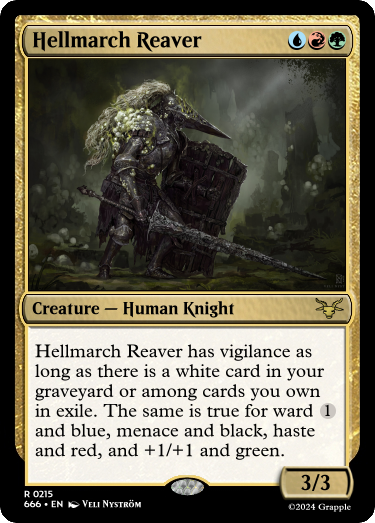 Hellmarch Reaver
Creature — Human Knight
Hellmarch Reaver has vigilance as
long as there is a white card in your
graveyard or among cards you own
in exile. The same is true for ward 1
and blue, menace and black, haste
and red, and +1/+1 and green.
3/3
R 0215
666 • EN Veli Nyström
©2024 Grapple